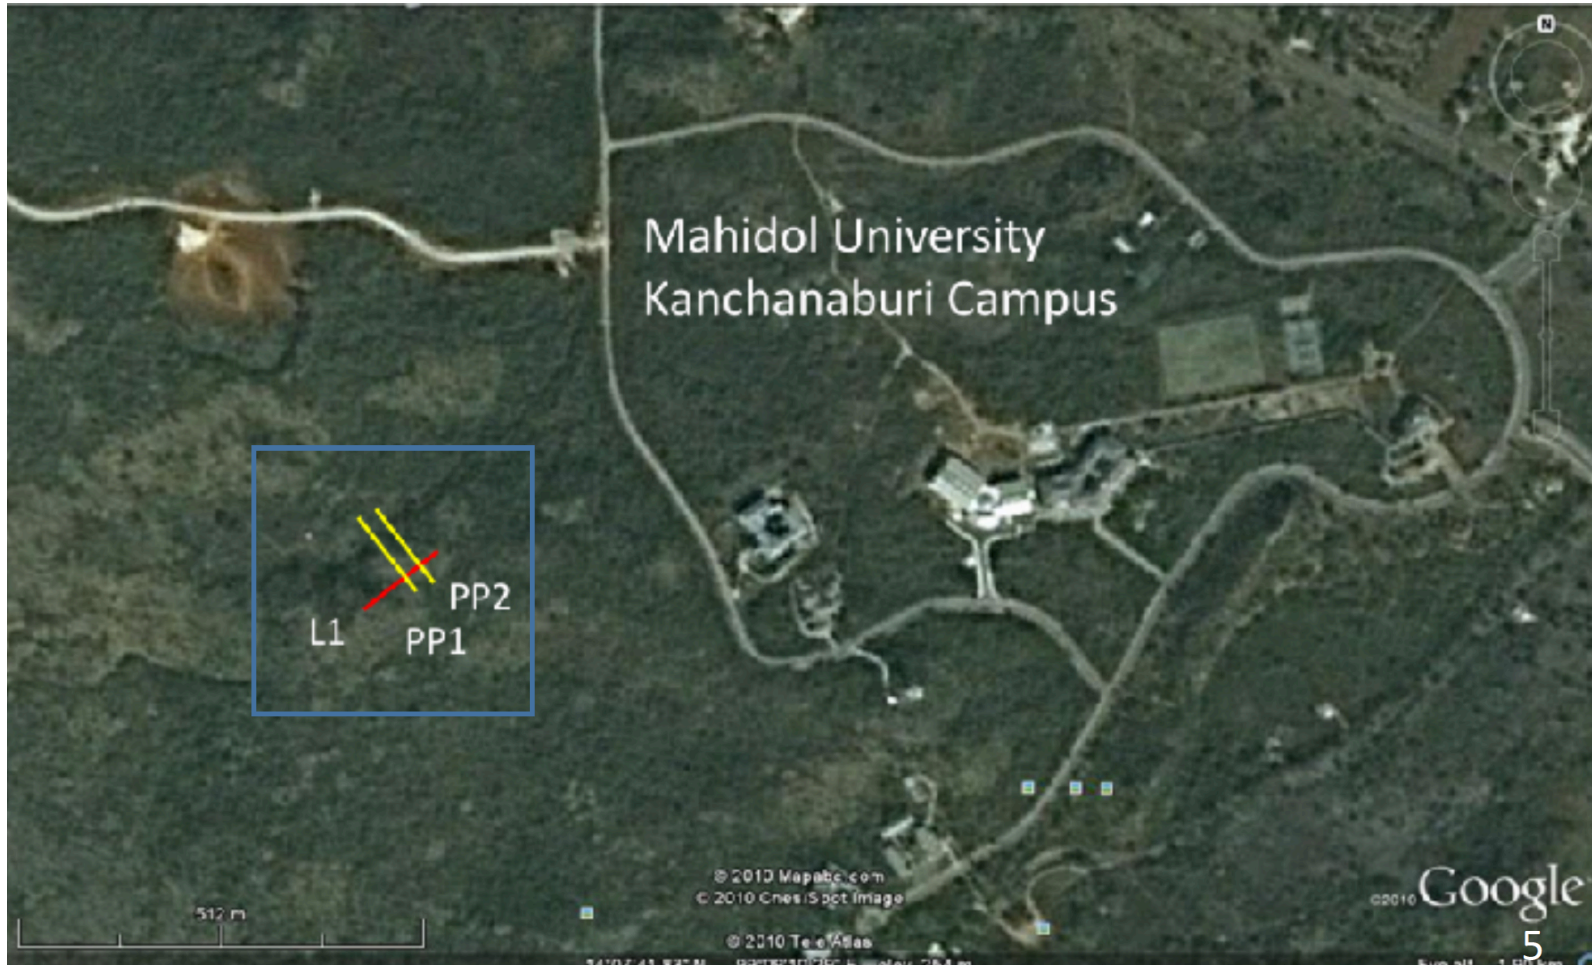 N
Mahidol University
Kanchanaburi Campus
PP2
L1
PP1
© 2010 Mapabc.com
© 2010 Cnes/Spot Image
©2010 Google
512 m
© 2010 Tele Atlas
5